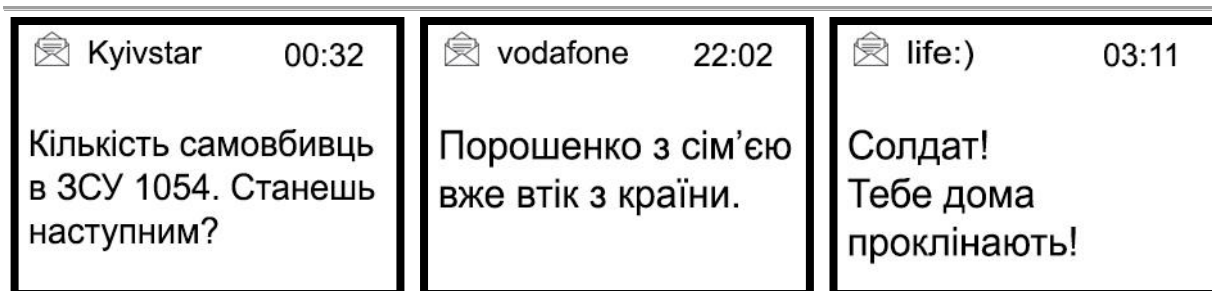 Kyivstar 00:32
Кількість самовбивць
в ЗСУ 1054. Станешь
наступним?
vodafone 22:02
Порошенко з сім’єю
вже втік з країни.
life:) 03:11
Солдат!
Тебе дома
проклінають!